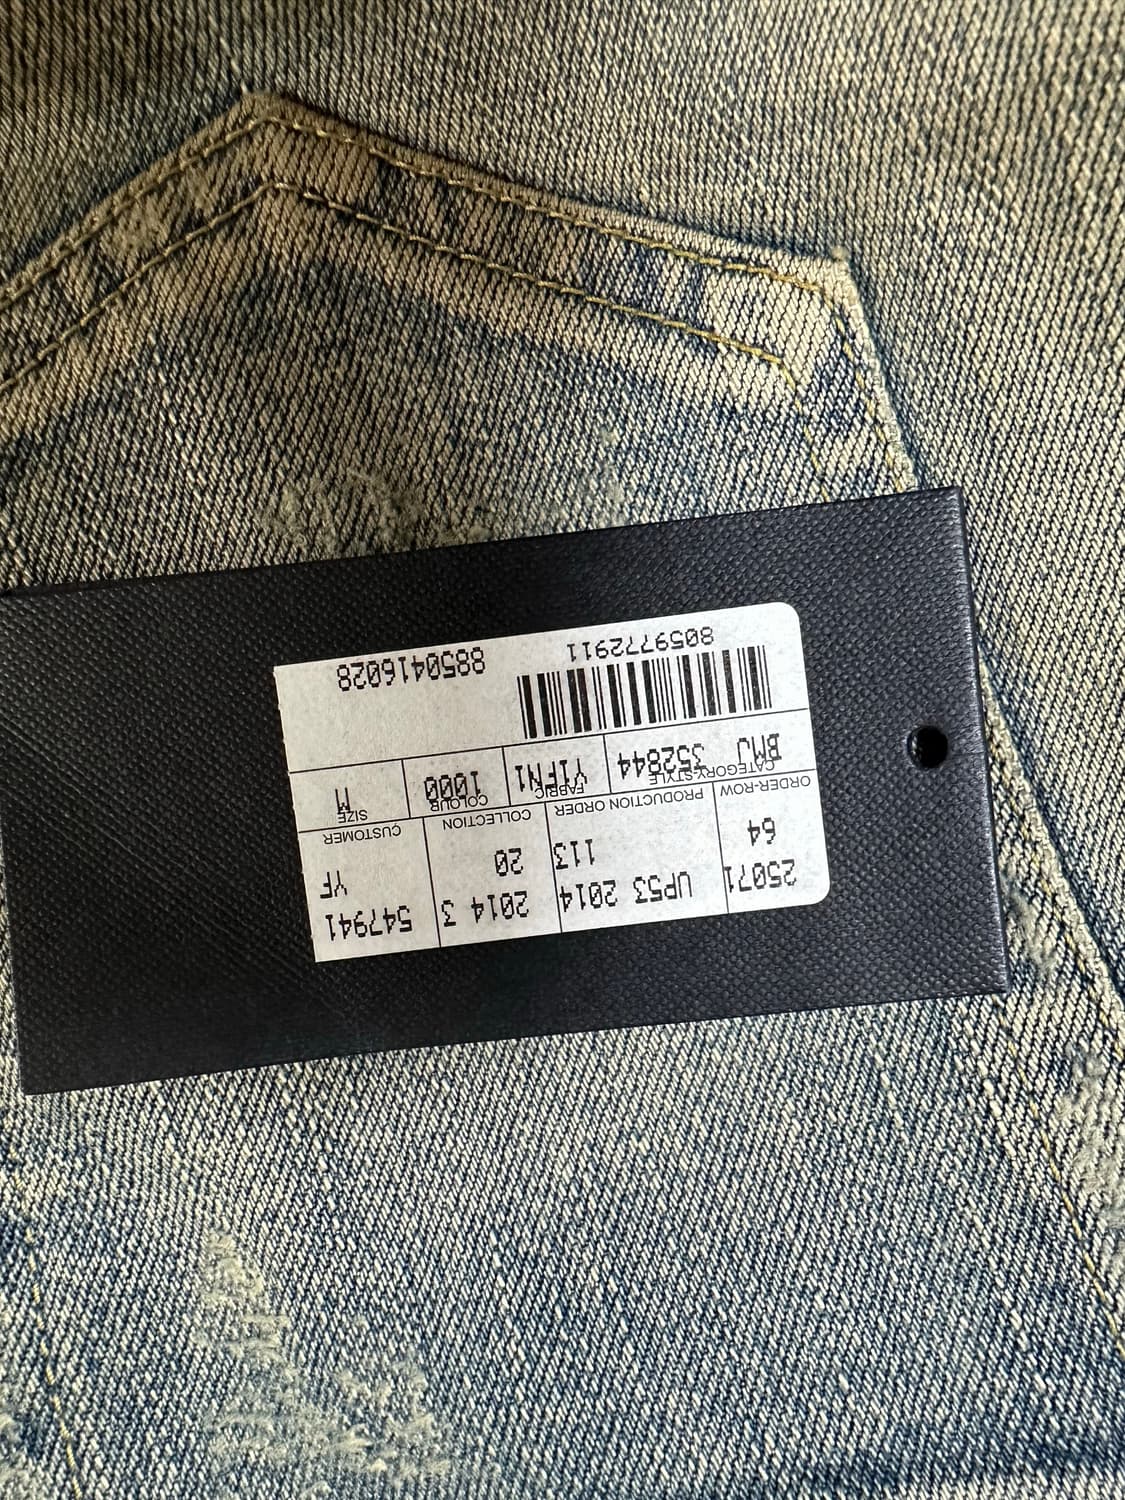 25071 UP53 2014 2014 3 547941
64 113 20 YF
ORDER-ROW PRODUCTION ORDER COLLECTION CUSTOMER
CATEGORY-STYLE FABRIC COLOUR SIZE
BMJ 352844 Y1FN1 1000 M
8059772911 8850416028